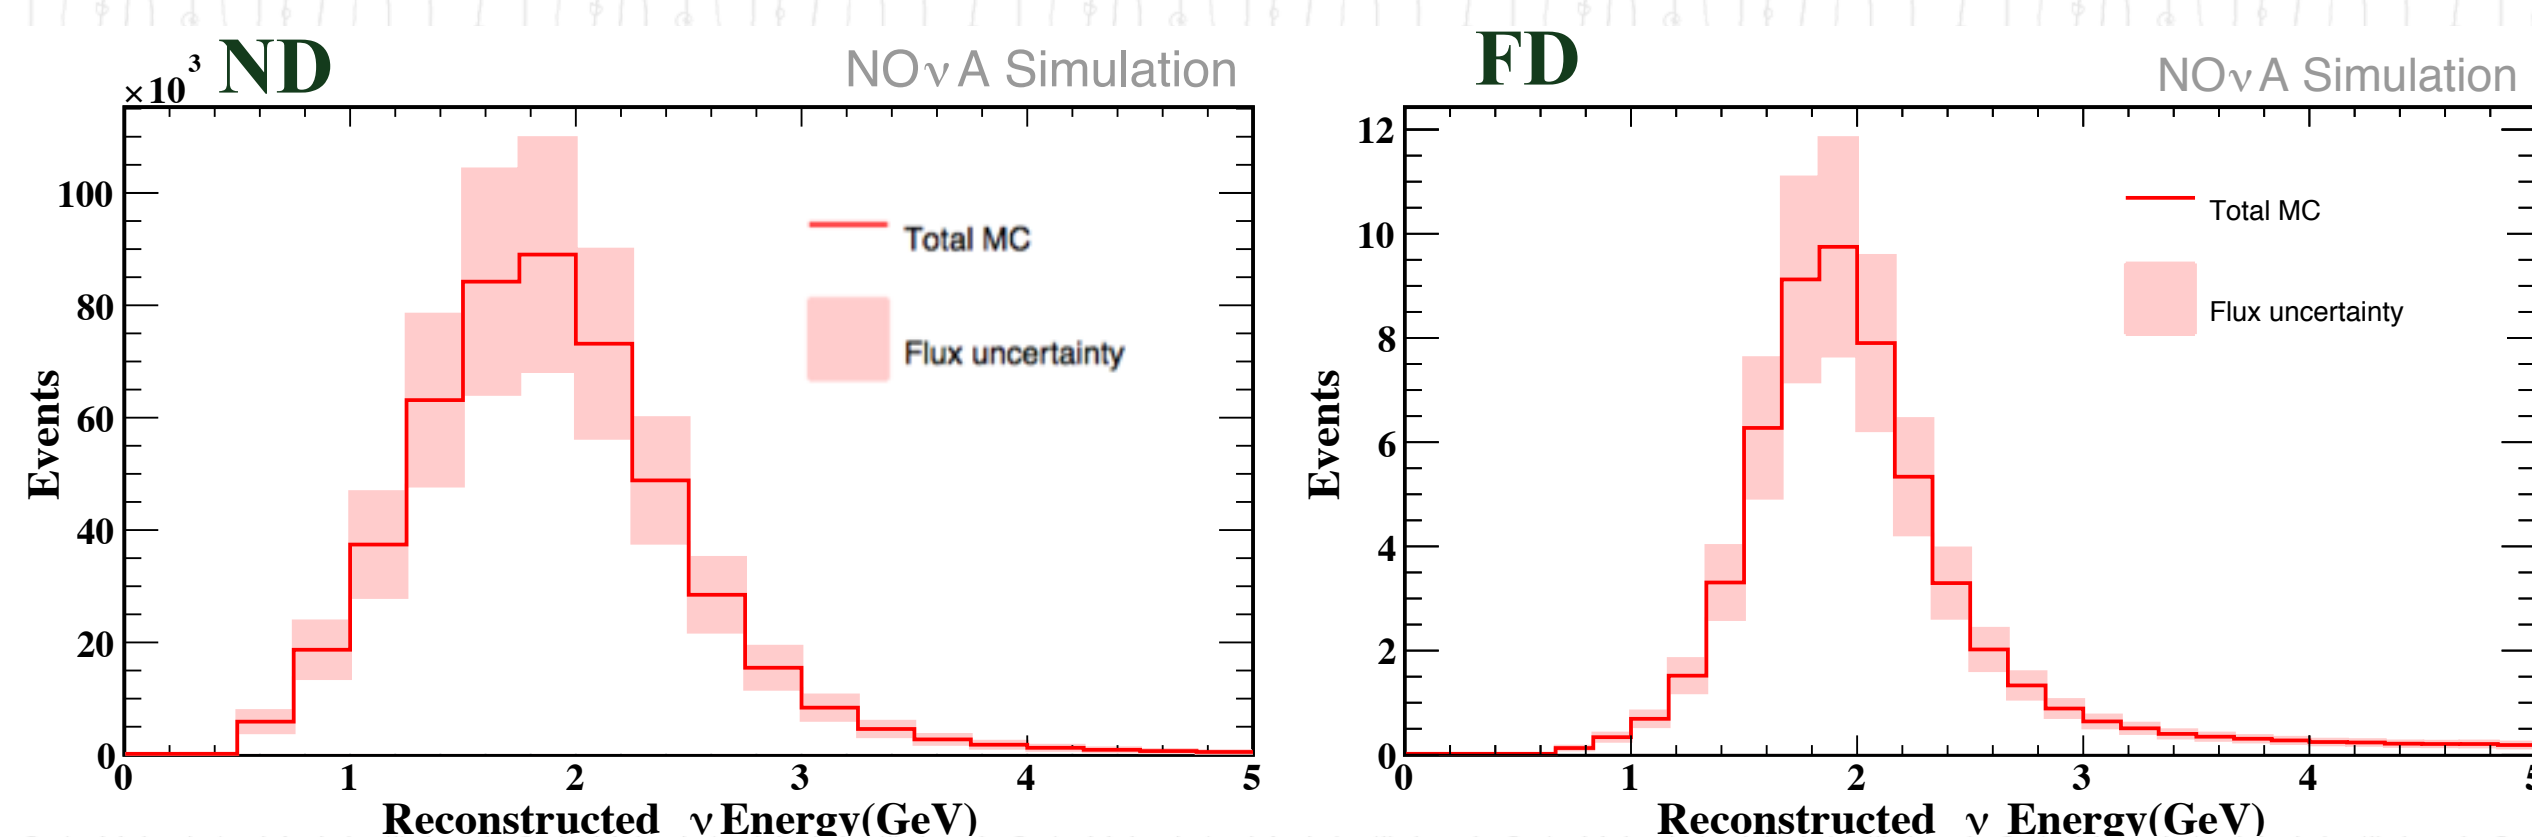 ND
NOνA Simulation
×10³
100
80
60
40
20
0
Events
Total MC
Flux uncertainty
0 1 2 3 4 5
Reconstructed ν Energy(GeV)
FD
NOνA Simulation
12
10
8
6
4
2
0
Events
Total MC
Flux uncertainty
0 1 2 3 4 5
Reconstructed ν Energy(GeV)